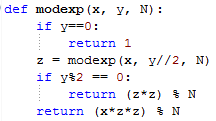 def modexp(x, y, N):
    if y==0:
        return 1
    z = modexp(x, y//2, N)
    if y%2 == 0:
        return (z*z) % N
    return (x*z*z) % N